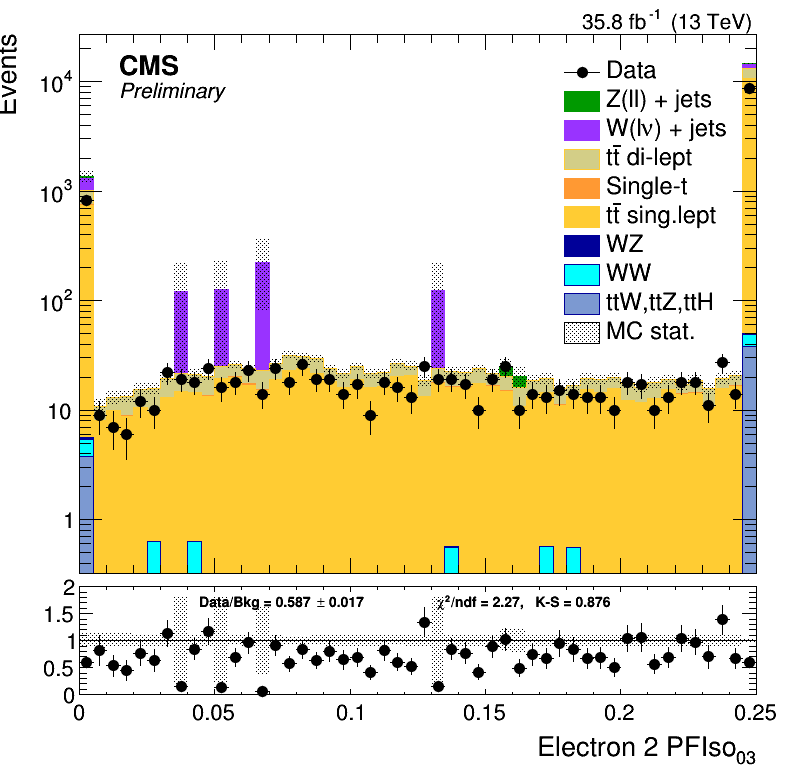 35.8 fb⁻¹ (13 TeV)
Events
CMS
Preliminary
Data
Z(ll) + jets
W(lν) + jets
tt̄ di-lept
Single-t
tt̄ sing.lept
WZ
WW
ttW,ttZ,ttH
MC stat.
10⁴
10³
10²
10
1
2
1.5
1
0.5
0
Data/Bkg = 0.587 ± 0.017
χ²/ndf = 2.27, K-S = 0.876
0 0.05 0.1 0.15 0.2 0.25
Electron 2 PFIso₀₃